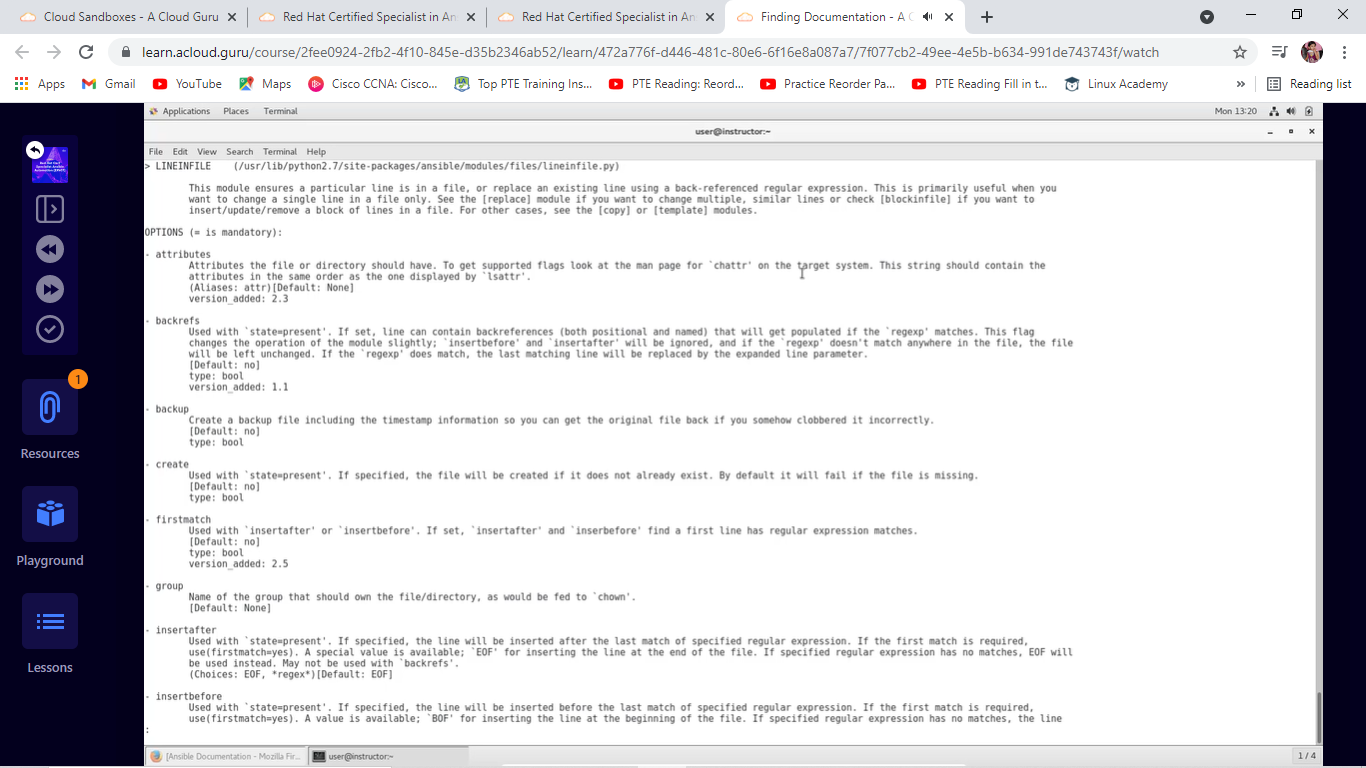 Cloud Sandboxes - A Cloud Guru
Red Hat Certified Specialist in An
Red Hat Certified Specialist in An
Finding Documentation - A C
learn.acloud.guru/course/2fee0924-2fb2-4f10-845e-d35b2346ab52/learn/472a776f-d446-481c-80e6-6f16e8a087a7/7f077cb2-49ee-4e5b-b634-991de743743f/watch
Apps Gmail YouTube Maps Cisco CCNA: Cisco... Top PTE Training Ins... PTE Reading: Reord... Practice Reorder Pa... PTE Reading Fill in t... Linux Academy » Reading list
Applications Places Terminal Mon 13:20
user@instructor:~
File Edit View Search Terminal Help
> LINEINFILE (/usr/lib/python2.7/site-packages/ansible/modules/files/lineinfile.py)
This module ensures a particular line is in a file, or replace an existing line using a back-referenced regular expression. This is primarily useful when you
want to change a single line in a file only. See the [replace] module if you want to change multiple, similar lines or check [blockinfile] if you want to
insert/update/remove a block of lines in a file. For other cases, see the [copy] or [template] modules.
OPTIONS (= is mandatory):
- attributes
Attributes the file or directory should have. To get supported flags look at the man page for `chattr' on the target system. This string should contain the
attributes in the same order as the one displayed by `lsattr'.
(Aliases: attr)[Default: None]
version_added: 2.3
- backrefs
Used with `state=present'. If set, line can contain backreferences (both positional and named) that will get populated if the `regexp' matches. This flag
changes the operation of the module slightly; `insertbefore' and `insertafter' will be ignored, and if the `regexp' doesn't match anywhere in the file, the file
will be left unchanged. If the `regexp' does match, the last matching line will be replaced by the expanded line parameter.
[Default: no]
type: bool
version_added: 1.1
- backup
Create a backup file including the timestamp information so you can get the original file back if you somehow clobbered it incorrectly.
[Default: no]
type: bool
- create
Used with `state=present'. If specified, the file will be created if it does not already exist. By default it will fail if the file is missing.
[Default: no]
type: bool
- firstmatch
Used with `insertafter' or `insertbefore'. If set, `insertafter' and `inserbefore' find a first line has regular expression matches.
[Default: no]
type: bool
version_added: 2.5
- group
Name of the group that should own the file/directory, as would be fed to `chown'.
[Default: None]
- insertafter
Used with `state=present'. If specified, the line will be inserted after the last match of specified regular expression. If the first match is required,
use(firstmatch=yes). A special value is available; `EOF' for inserting the line at the end of the file. If specified regular expression has no matches, EOF will
be used instead. May not be used with `backrefs'.
(Choices: EOF, *regex*)[Default: EOF]
- insertbefore
Used with `state=present'. If specified, the line will be inserted before the last match of specified regular expression. If the first match is required,
use(firstmatch=yes). A value is available; `BOF' for inserting the line at the beginning of the file. If specified regular expression has no matches, the line
:
[Ansible Documentation - Mozilla Fir... user@instructor:~ 1 / 4
1
Resources
Playground
Lessons